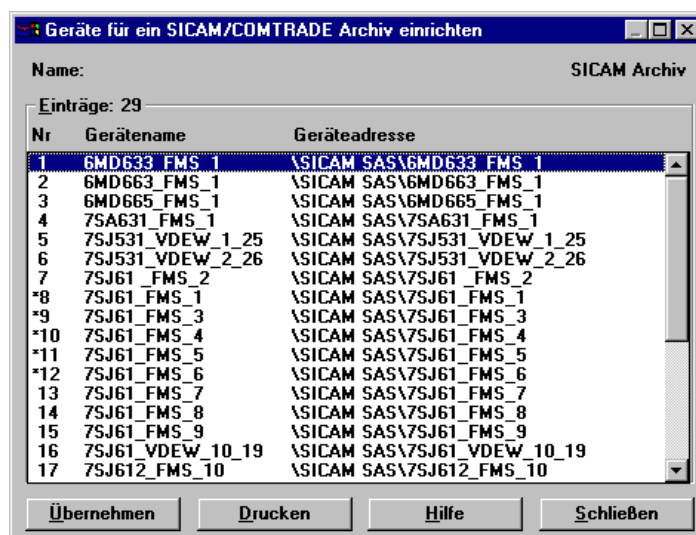 Geräte für ein SICAM/COMTRADE Archiv einrichten
Name: SICAM Archiv
Einträge: 29
Nr Gerätename Geräteadresse
1 6MD633_FMS_1 \SICAM SAS\6MD633_FMS_1
2 6MD663_FMS_1 \SICAM SAS\6MD663_FMS_1
3 6MD665_FMS_1 \SICAM SAS\6MD665_FMS_1
4 7SA631_FMS_1 \SICAM SAS\7SA631_FMS_1
5 7SJ531_VDEW_1_25 \SICAM SAS\7SJ531_VDEW_1_25
6 7SJ531_VDEW_2_26 \SICAM SAS\7SJ531_VDEW_2_26
7 7SJ61 _FMS_2 \SICAM SAS\7SJ61 _FMS_2
*8 7SJ61_FMS_1 \SICAM SAS\7SJ61_FMS_1
*9 7SJ61_FMS_3 \SICAM SAS\7SJ61_FMS_3
*10 7SJ61_FMS_4 \SICAM SAS\7SJ61_FMS_4
*11 7SJ61_FMS_5 \SICAM SAS\7SJ61_FMS_5
*12 7SJ61_FMS_6 \SICAM SAS\7SJ61_FMS_6
13 7SJ61_FMS_7 \SICAM SAS\7SJ61_FMS_7
14 7SJ61_FMS_8 \SICAM SAS\7SJ61_FMS_8
15 7SJ61_FMS_9 \SICAM SAS\7SJ61_FMS_9
16 7SJ61_VDEW_10_19 \SICAM SAS\7SJ61_VDEW_10_19
17 7SJ612_FMS_10 \SICAM SAS\7SJ612_FMS_10
Übernehmen Drucken Hilfe Schließen